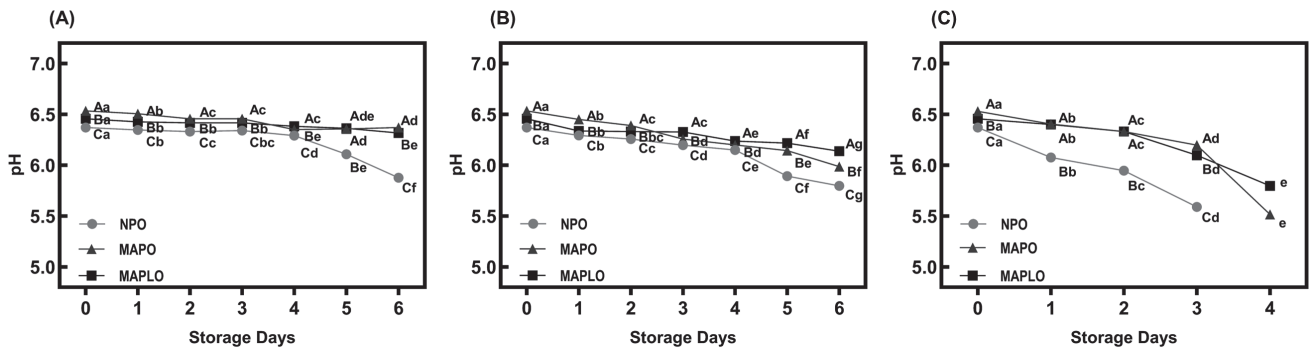 (A)
pH
7.0
6.5
6.0
5.5
5.0
Aa
Ba
Ca
Ab
Bb
Cb
Ac
Bb
Cc
Ac
Bb
Cbc
Ac
Be
Cd
Ade
Ad
Be
Ad
Be
Cf
NPO
MAPO
MAPLO
0 1 2 3 4 5 6
Storage Days
(B)
pH
7.0
6.5
6.0
5.5
5.0
Aa
Ba
Ca
Ab
Bb
Cb
Ac
Bbc
Cc
Ac
Bd
Cd
Ae
Bd
Ce
Af
Be
Cf
Ag
Bf
Cg
NPO
MAPO
MAPLO
0 1 2 3 4 5 6
Storage Days
(C)
pH
7.0
6.5
6.0
5.5
5.0
Aa
Ba
Ca
Ab
Ab
Bb
Ac
Ac
Bc
Ad
Bd
Cd
e
e
NPO
MAPO
MAPLO
0 1 2 3 4
Storage Days